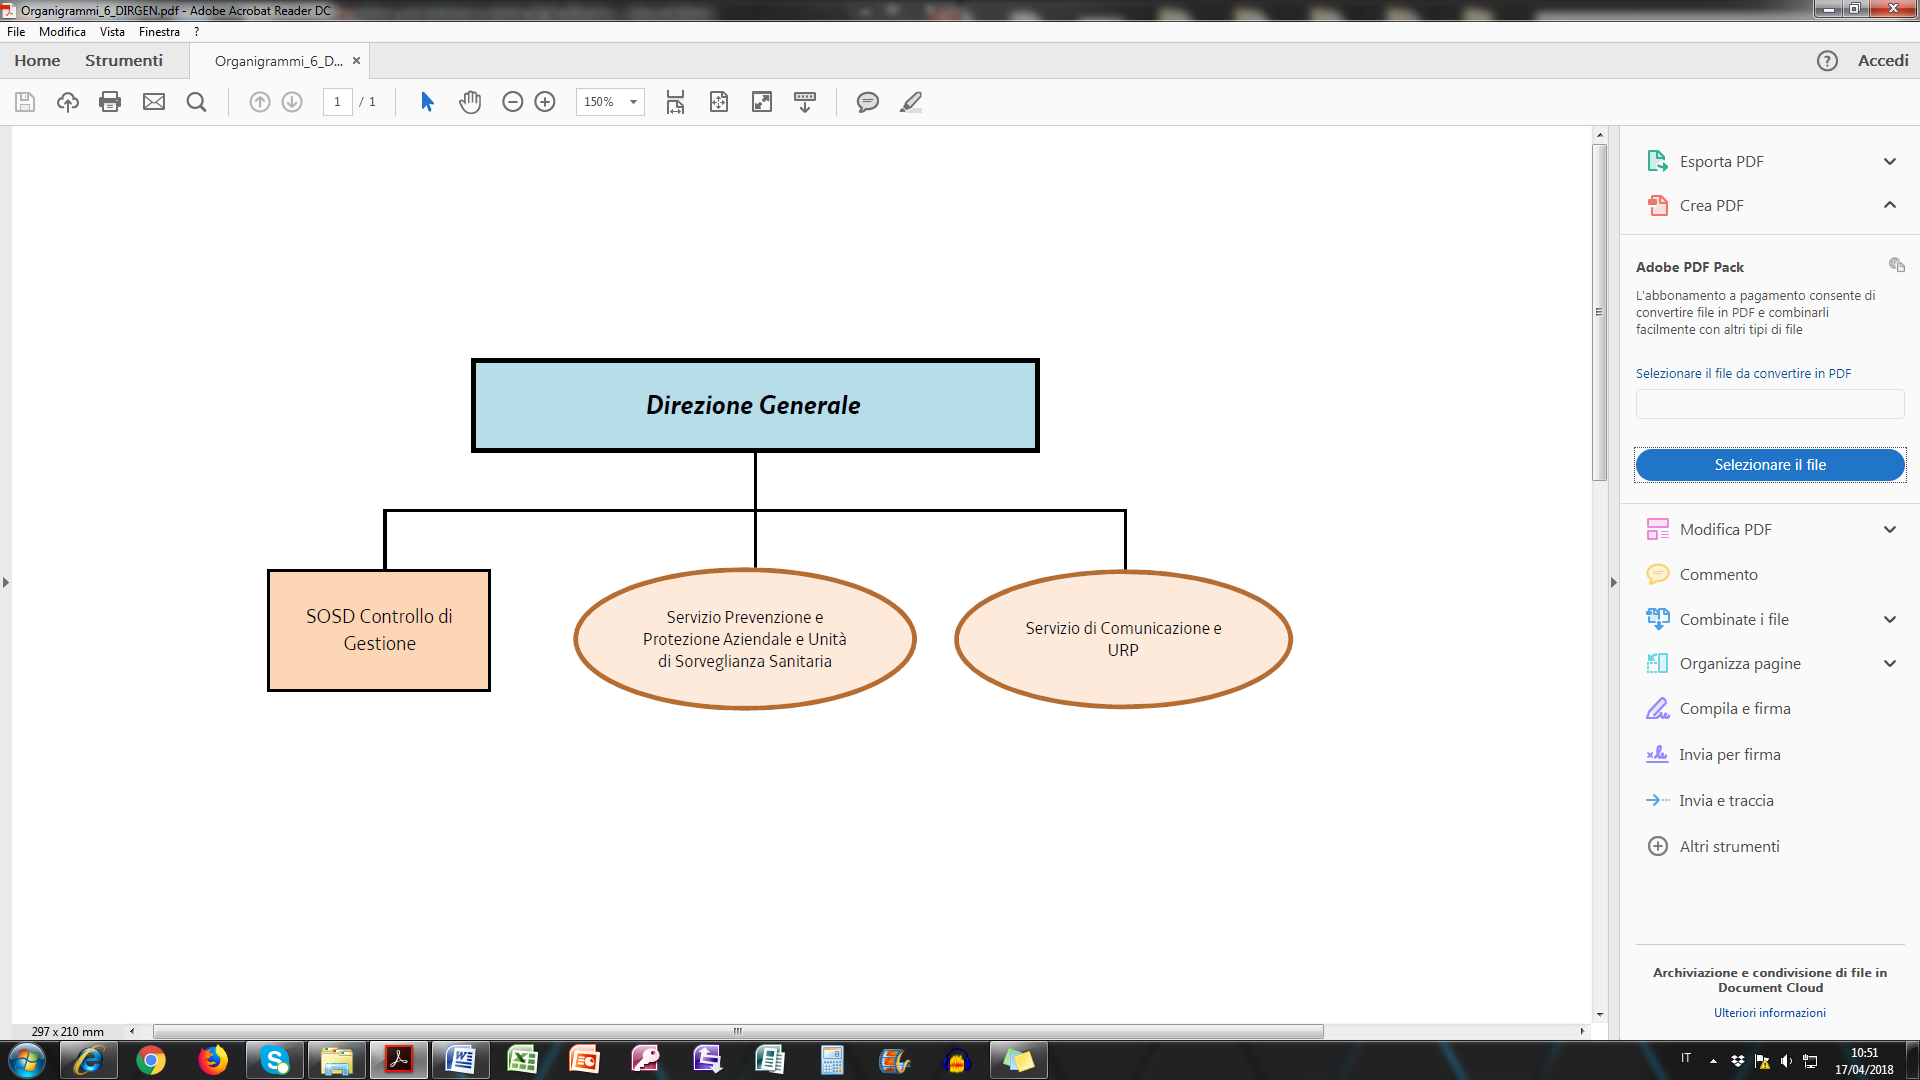 Organigrammi_6_DIRGEN.pdf - Adobe Acrobat Reader DC
File Modifica Vista Finestra ?
Home Strumenti Organigrammi_6_D... Accedi
1 / 1 150%
Direzione Generale
SOSD Controllo di
Gestione
Servizio Prevenzione e
Protezione Aziendale e Unità
di Sorveglianza Sanitaria
Servizio di Comunicazione e
URP
Esporta PDF
Crea PDF
Adobe PDF Pack
L'abbonamento a pagamento consente di
convertire file in PDF e combinarli
facilmente con altri tipi di file
Selezionare il file da convertire in PDF
Selezionare il file
Modifica PDF
Commento
Combinate i file
Organizza pagine
Compila e firma
Invia per firma
Invia e traccia
Altri strumenti
Archiviazione e condivisione di file in
Document Cloud
Ulteriori informazioni
297 x 210 mm
IT
10:51
17/04/2018